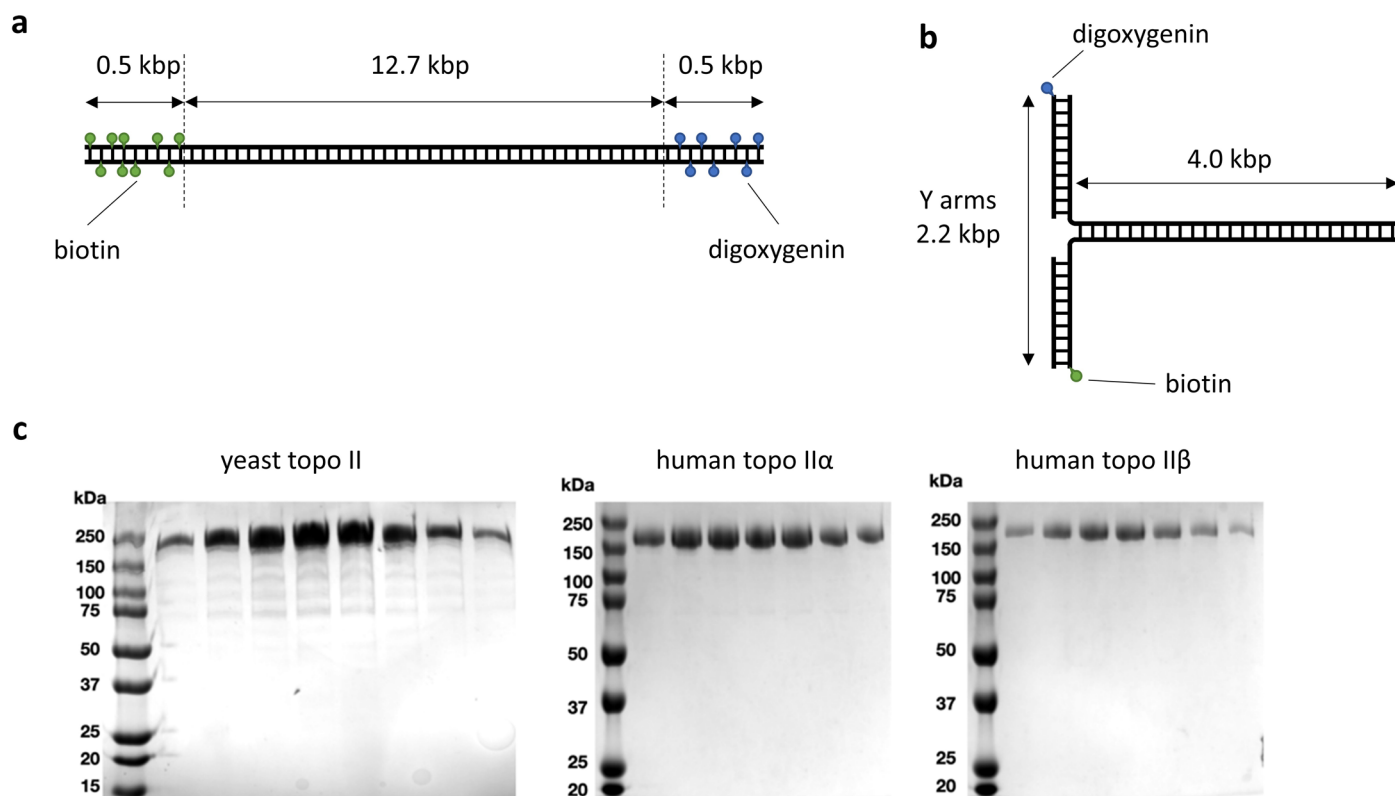 a
0.5 kbp
12.7 kbp
0.5 kbp
biotin
digoxygenin
b
digoxygenin
4.0 kbp
Y arms
2.2 kbp
biotin
c
yeast topo II
kDa
250
150
100
75
50
37
25
20
15
human topo IIα
kDa
250
150
100
75
50
37
25
20
human topo IIβ
kDa
250
150
100
75
50
37
25
20